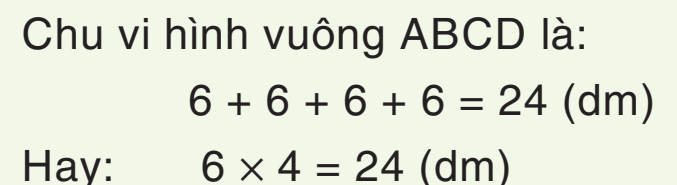 Chu vi hình vuông ABCD là:
6 + 6 + 6 + 6 = 24 (dm)
Hay: 6 × 4 = 24 (dm)